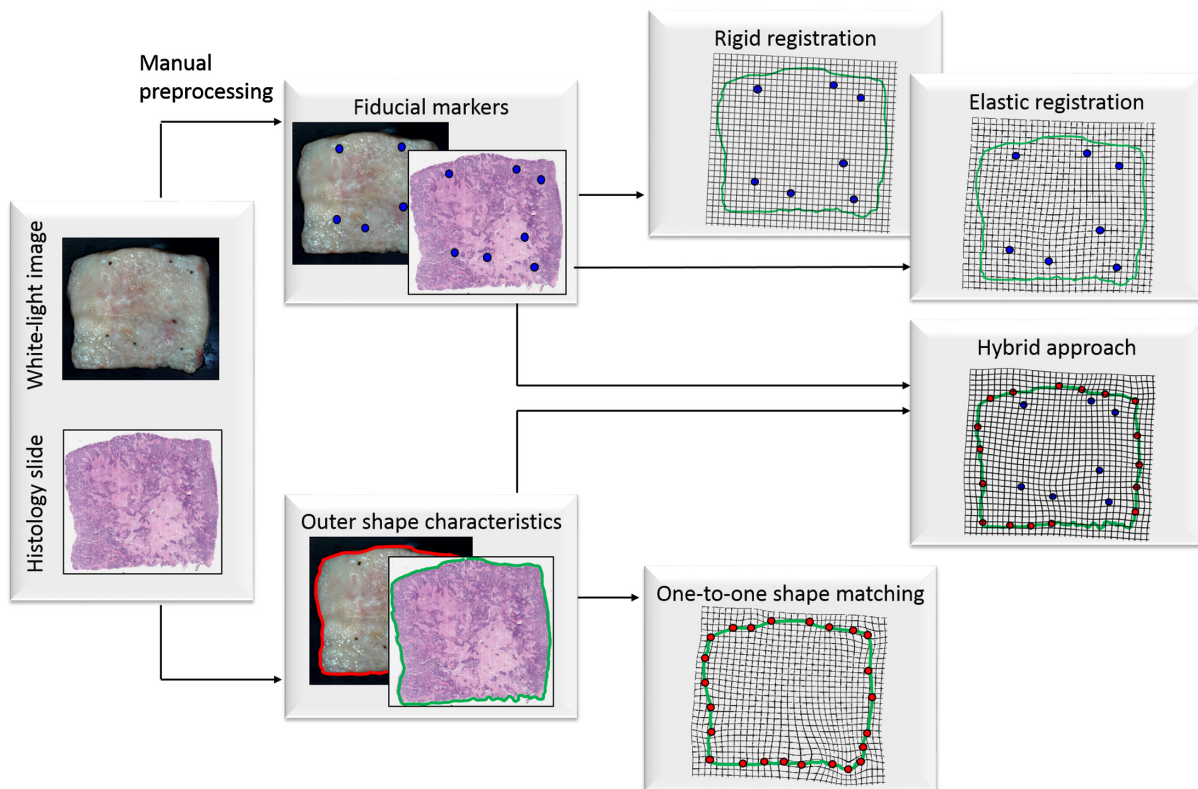 Manual
preprocessing
Rigid registration
Fiducial markers
Elastic registration
White-light image
Histology slide
Hybrid approach
Outer shape characteristics
One-to-one shape matching